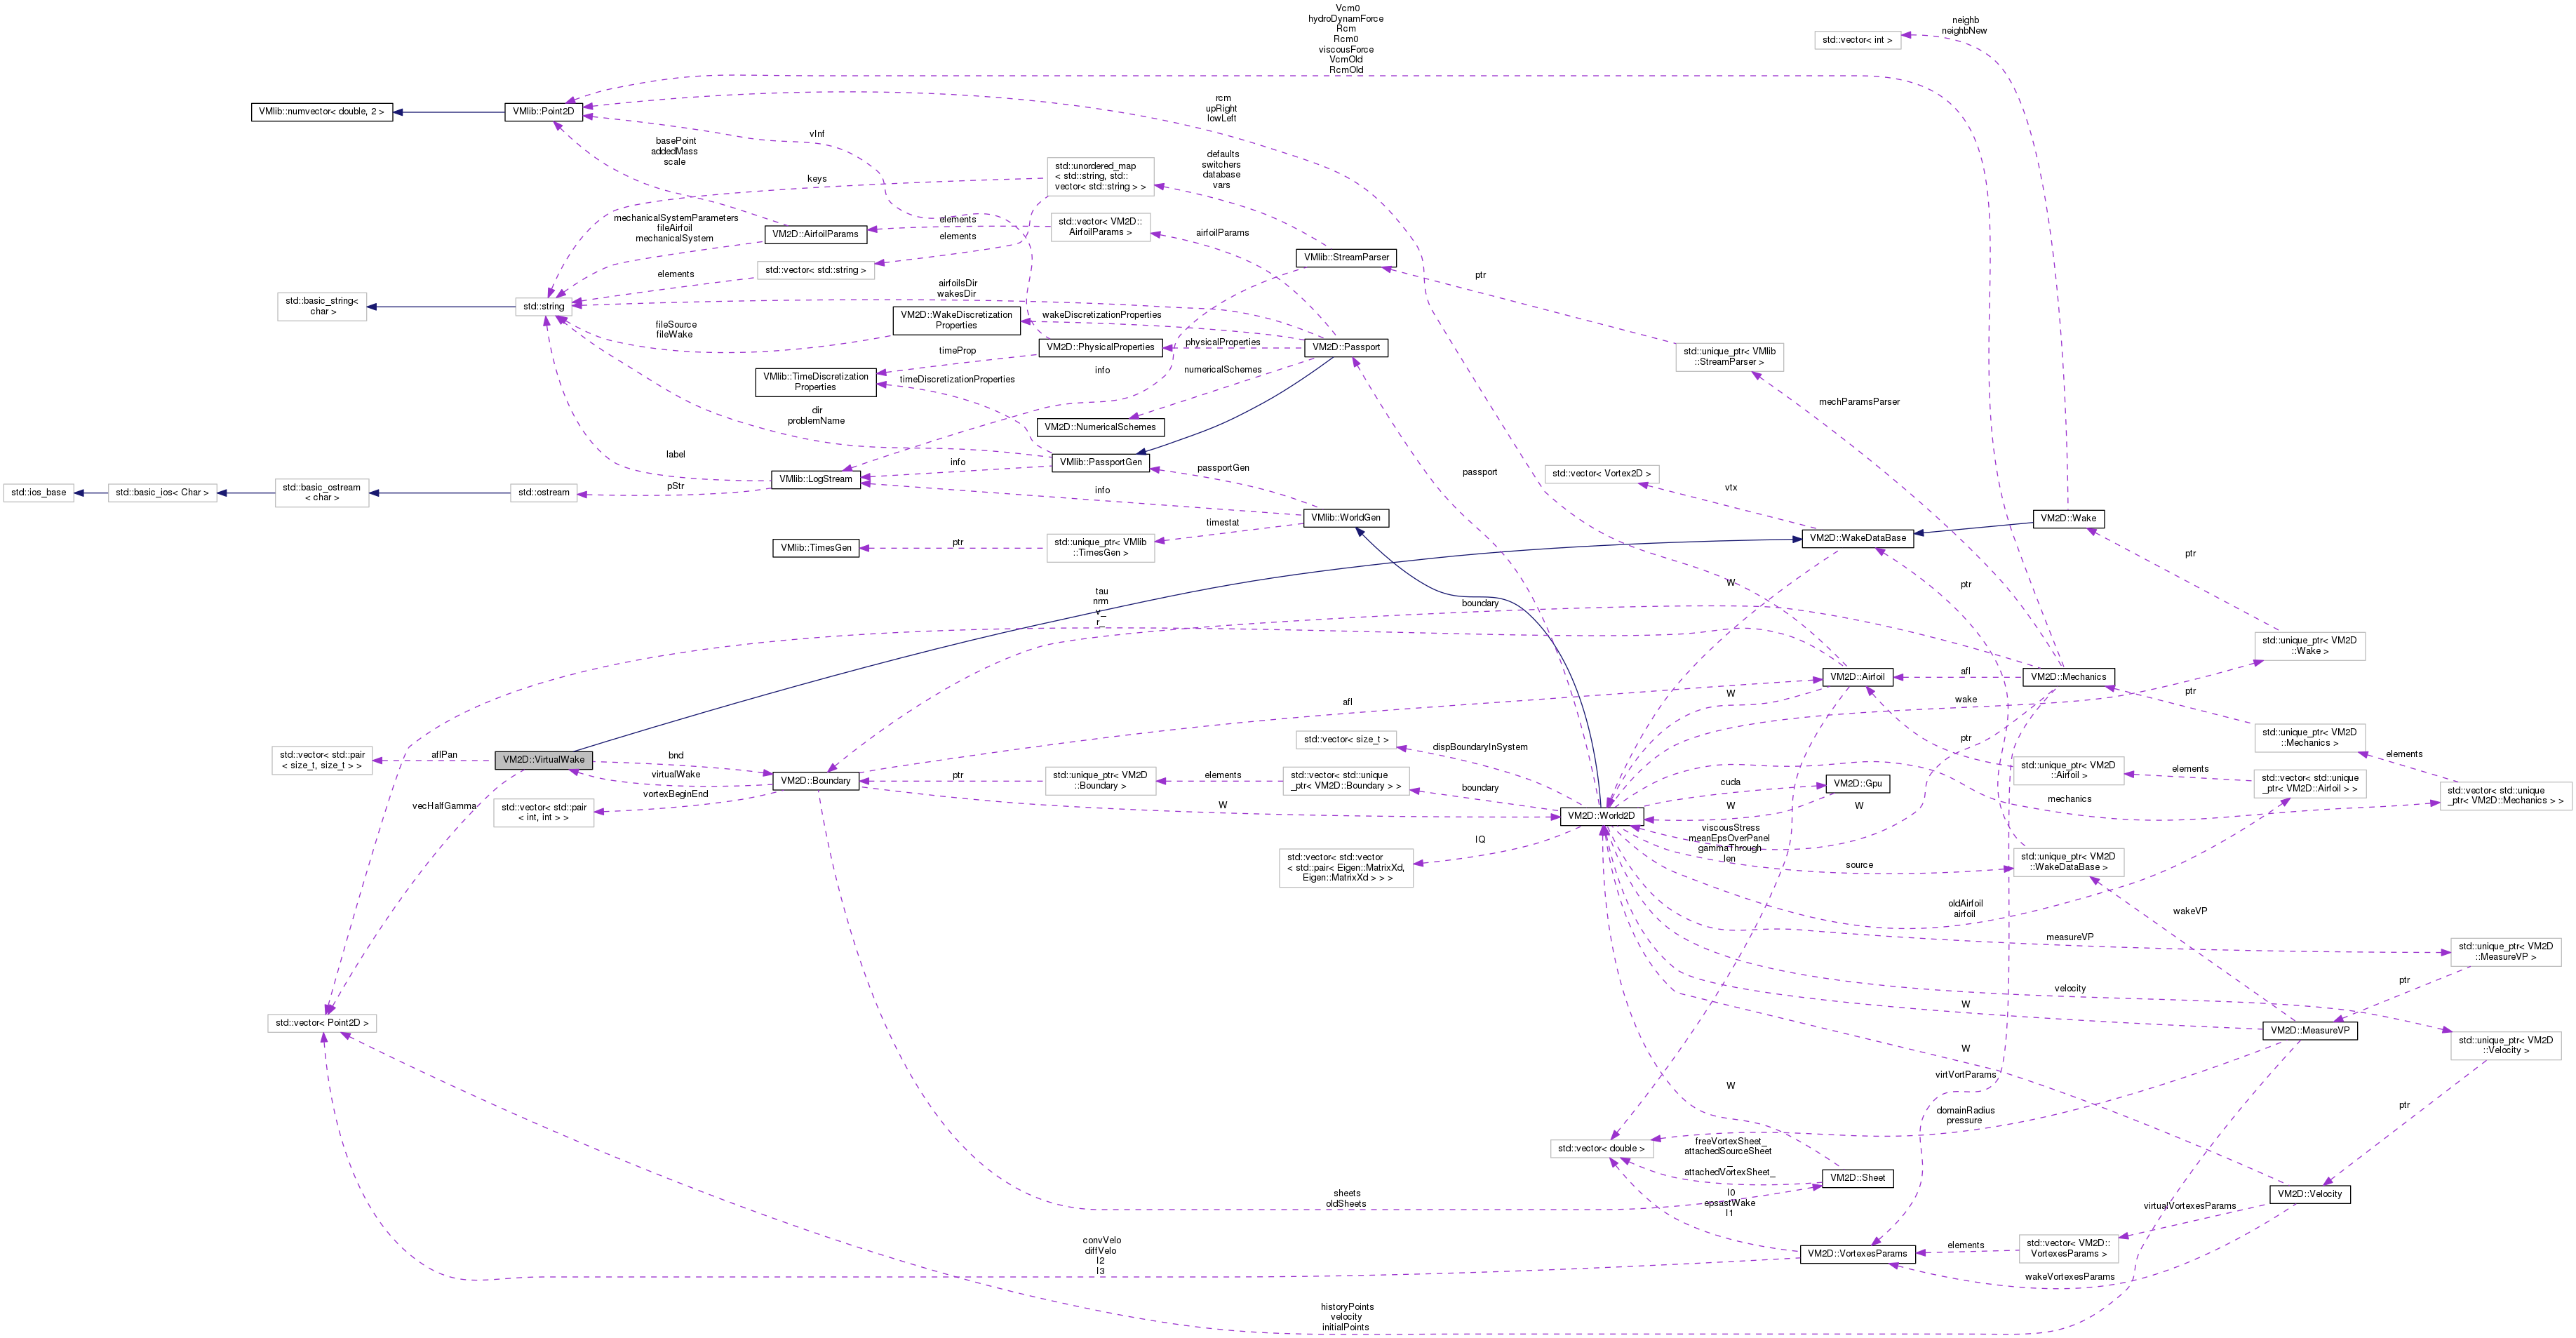 Vcm0
hydroDynamForce
Rcm
Rcm0
viscousForce
VcmOld
RcmOld
neighb
neighbNew
std::vector< int >
VMlib::numvector< double, 2 >
VMlib::Point2D
rcm
upRight
lowLeft
vInf
basePoint
addedMass
scale
keys
std::unordered_map
< std::string, std::
vector< std::string > >
defaults
switchers
database
vars
mechanicalSystemParameters
fileAirfoil
mechanicalSystem
VM2D::AirfoilParams
elements
elements
std::vector< VM2D::
AirfoilParams >
airfoilParams
VMlib::StreamParser
ptr
elements
std::vector< std::string >
std::basic_string<
char >
std::string
airfoilsDir
wakesDir
fileSource
fileWake
VM2D::WakeDiscretization
Properties
wakeDiscretizationProperties
timeProp
VM2D::PhysicalProperties
physicalProperties
VM2D::Passport
std::unique_ptr< VMlib
::StreamParser >
VMlib::TimeDiscretization
Properties
timeDiscretizationProperties
info
numericalSchemes
mechParamsParser
dir
problemName
VM2D::NumericalSchemes
label
info
VMlib::PassportGen
passportGen
passport
std::vector< Vortex2D >
vtx
std::ios_base
std::basic_ios< Char >
std::basic_ostream
< char >
std::ostream
pStr
VMlib::LogStream
info
VMlib::WorldGen
timestat
VMlib::TimesGen
ptr
std::unique_ptr< VMlib
::TimesGen >
VM2D::WakeDataBase
VM2D::Wake
ptr
ptr
W
tau
nrm
v_
r_
boundary
std::unique_ptr< VM2D
::Wake >
afl
W
VM2D::Airfoil
afl
VM2D::Mechanics
ptr
wake
std::vector< std::pair
< size_t, size_t > >
aflPan
VM2D::VirtualWake
bnd
virtualWake
vortexBeginEnd
VM2D::Boundary
std::vector< size_t >
dispBoundaryInSystem
ptr
std::unique_ptr< VM2D
::Mechanics >
elements
std::unique_ptr< VM2D
::Airfoil >
elements
std::vector< std::unique
_ptr< VM2D::Airfoil > >
std::vector< std::unique
_ptr< VM2D::Mechanics > >
mechanics
vecHalfGamma
std::vector< std::pair
< int, int > >
W
ptr
std::unique_ptr< VM2D
::Boundary >
elements
std::vector< std::unique
_ptr< VM2D::Boundary > >
boundary
VM2D::World2D
cuda
W
VM2D::Gpu
W
viscousStress
meanEpsOverPanel
gammaThrough
len
IQ
std::vector< std::vector
< std::pair< Eigen::MatrixXd,
Eigen::MatrixXd > > >
source
std::unique_ptr< VM2D
::WakeDataBase >
oldAirfoil
airfoil
wakeVP
measureVP
std::unique_ptr< VM2D
::MeasureVP >
ptr
velocity
W
std::vector< Point2D >
VM2D::MeasureVP
std::unique_ptr< VM2D
::Velocity >
W
virtVortParams
W
ptr
domainRadius
pressure
std::vector< double >
freeVortexSheet_
attachedSourceSheet
_
attachedVortexSheet_
VM2D::Sheet
VM2D::Velocity
sheets
oldSheets
I0
epsastWake
I1
virtualVortexesParams
convVelo
diffVelo
I2
I3
VM2D::VortexesParams
elements
std::vector< VM2D::
VortexesParams >
wakeVortexesParams
historyPoints
velocity
initialPoints